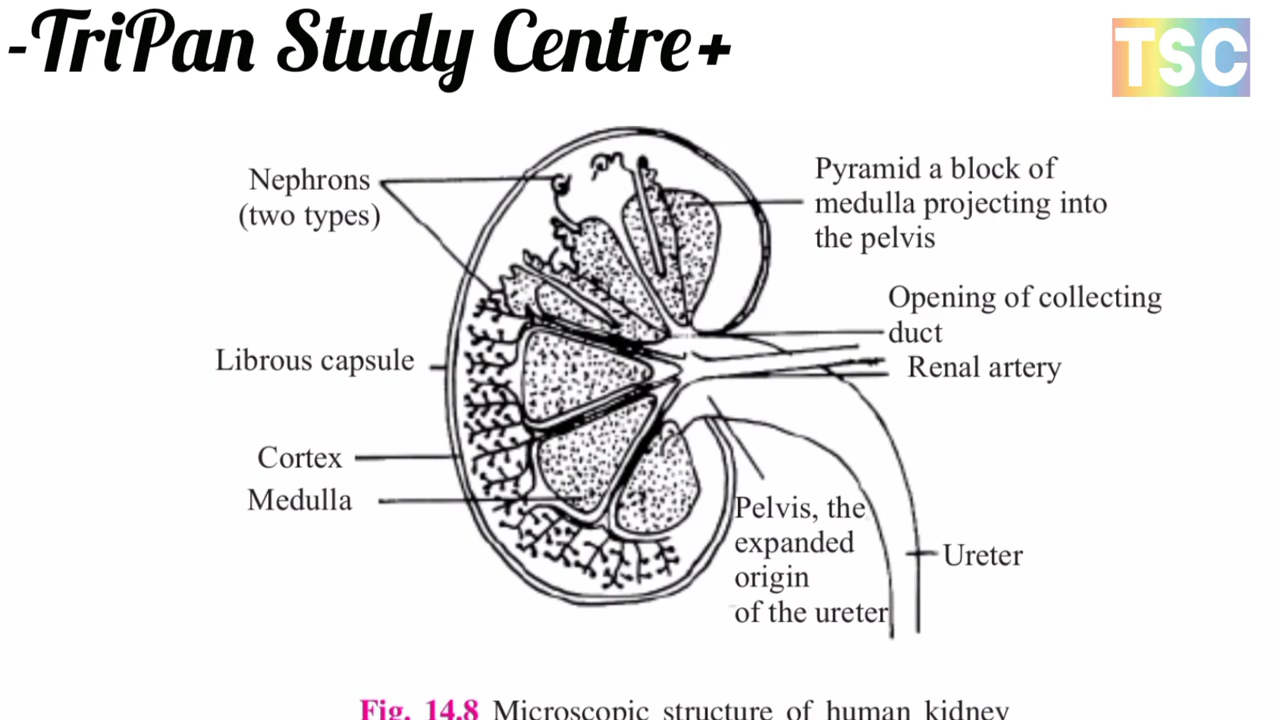 -TriPan Study Centre+
TSC
Nephrons
(two types)
Pyramid a block of
medulla projecting into
the pelvis
Opening of collecting
duct
Renal artery
Librous capsule
Cortex
Medulla
Pelvis, the
expanded
origin
of the ureter
Ureter
Fig. 14.8 Microscopic structure of human kidney